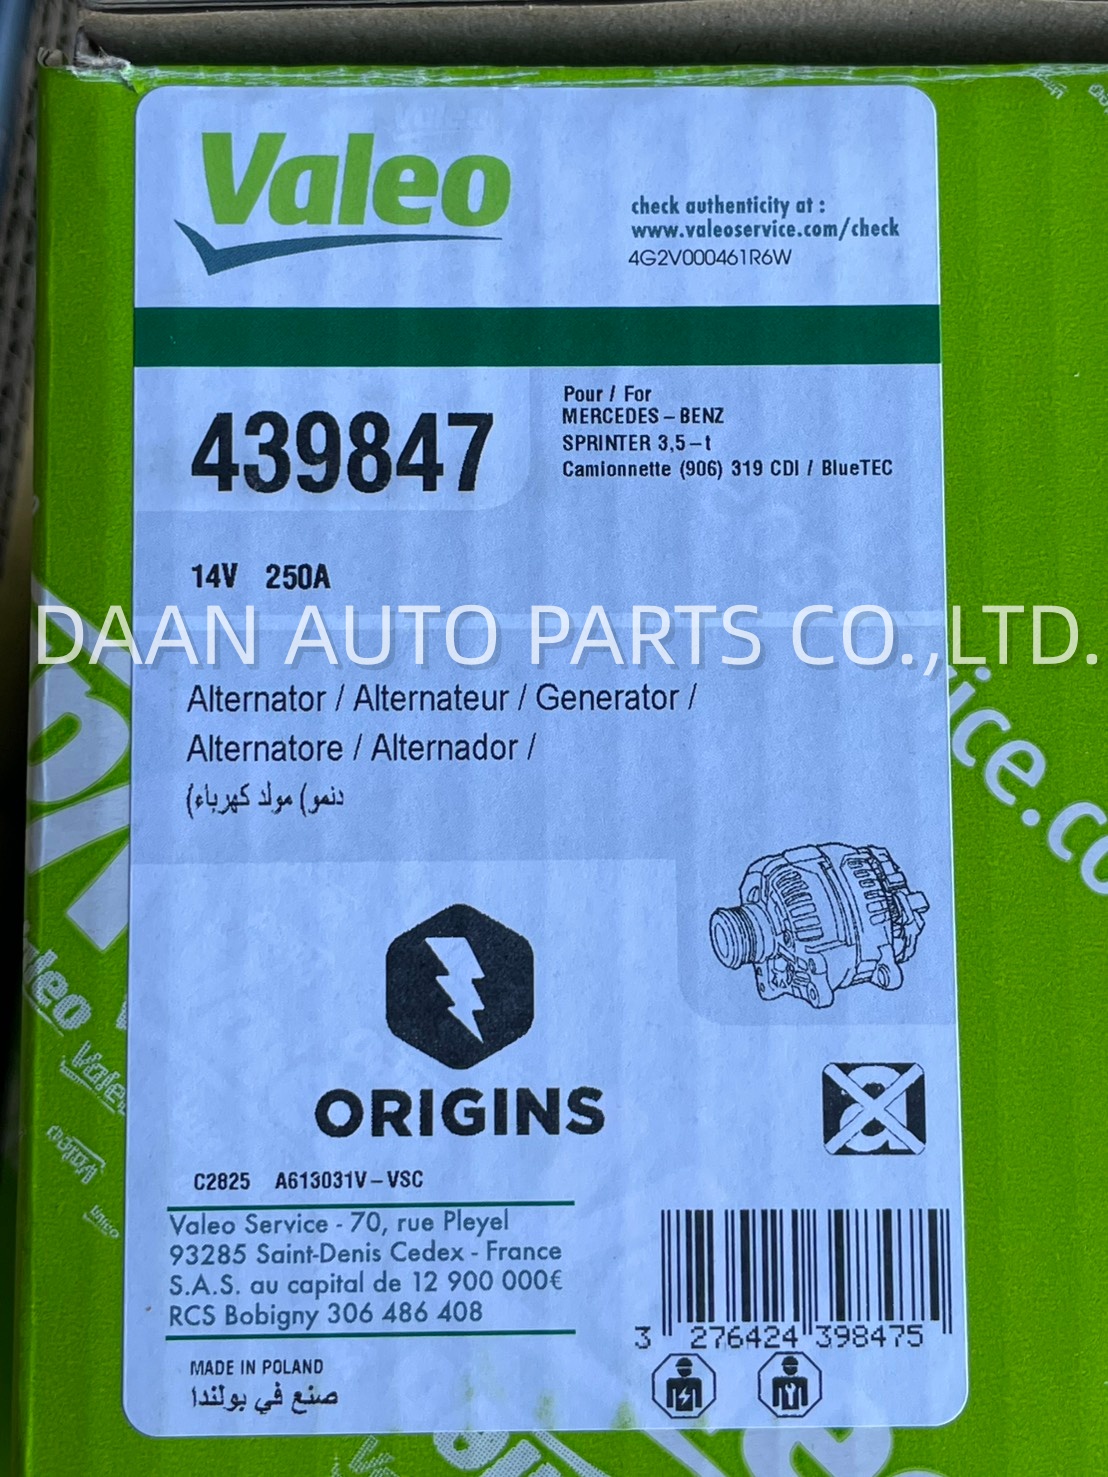 Valeo
check authenticity at :
www.valeoservice.com/check
4G2V000461R6W
439847
Pour / For
MERCEDES-BENZ
SPRINTER 3,5-t
Camionnette (906) 319 CDI / BlueTEC
14V 250A
DAAN AUTO PARTS CO.,LTD.
Alternator / Alternateur / Generator /
Alternatore / Alternador /
دنمو) مولد كهرباء)
ice.co
ORIGINS
C2825 A613031V-VSC
Valeo Service - 70, rue Pleyel
93285 Saint-Denis Cedex - France
S.A.S. au capital de 12 900 000€
RCS Bobigny 306 486 408
3 276424 398475
MADE IN POLAND
صنع في بولندا